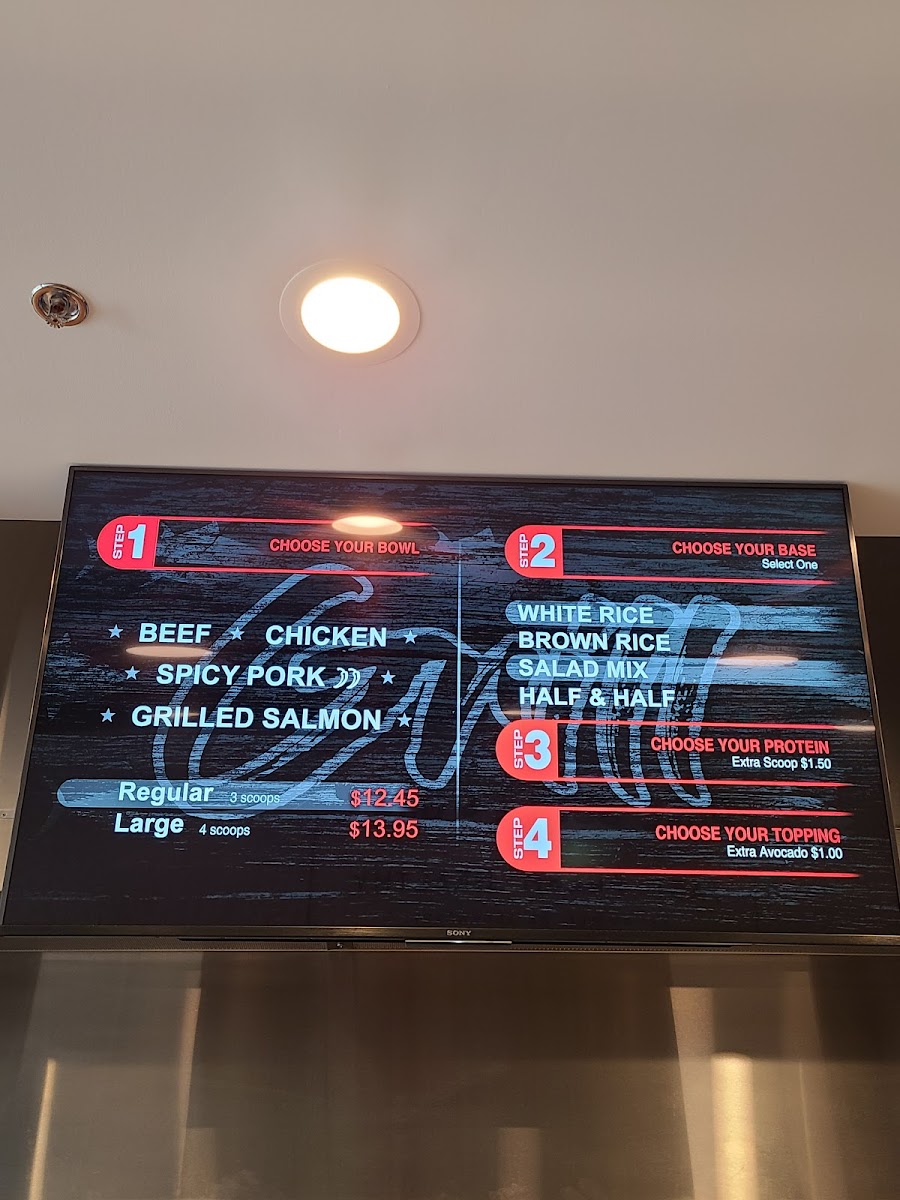 STEP 1
CHOOSE YOUR BOWL
BEEF CHICKEN
SPICY PORK
GRILLED SALMON
Regular 3 scoops $12.45
Large 4 scoops $13.95
STEP 2
CHOOSE YOUR BASE
Select One
WHITE RICE
BROWN RICE
SALAD MIX
HALF & HALF
STEP 3
CHOOSE YOUR PROTEIN
Extra Scoop $1.50
STEP 4
CHOOSE YOUR TOPPING
Extra Avocado $1.00
Grill
SONY